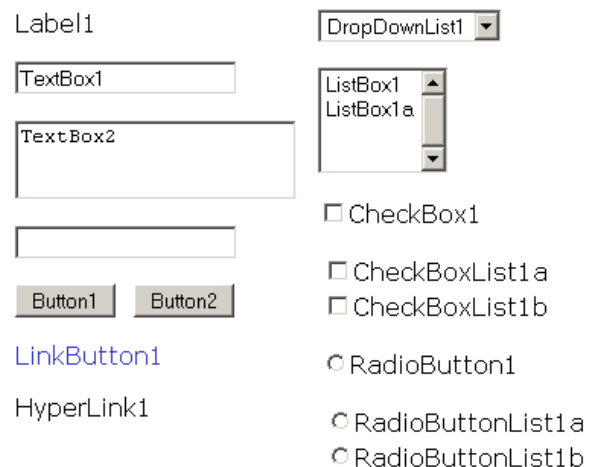 Label1
TextBox1
TextBox2
Button1 Button2
LinkButton1
HyperLink1
DropDownList1
ListBox1
ListBox1a
CheckBox1
CheckBoxList1a
CheckBoxList1b
RadioButton1
RadioButtonList1a
RadioButtonList1b